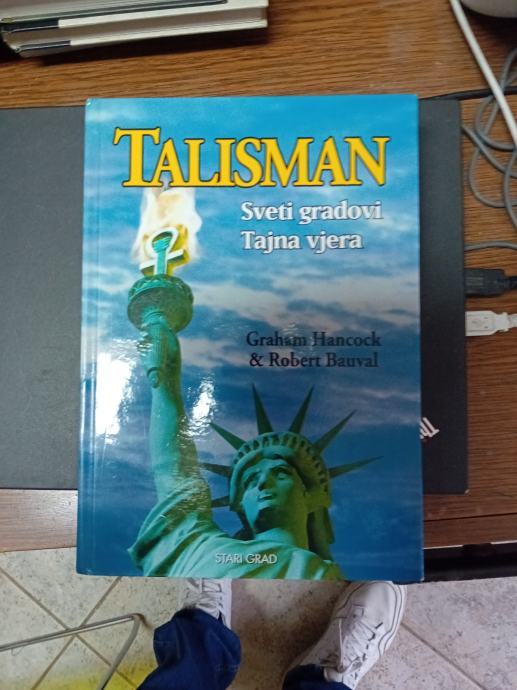 TALISMAN
Sveti gradovi
Tajna vjera
Graham Hancock
& Robert Bauval
STARI GRAD